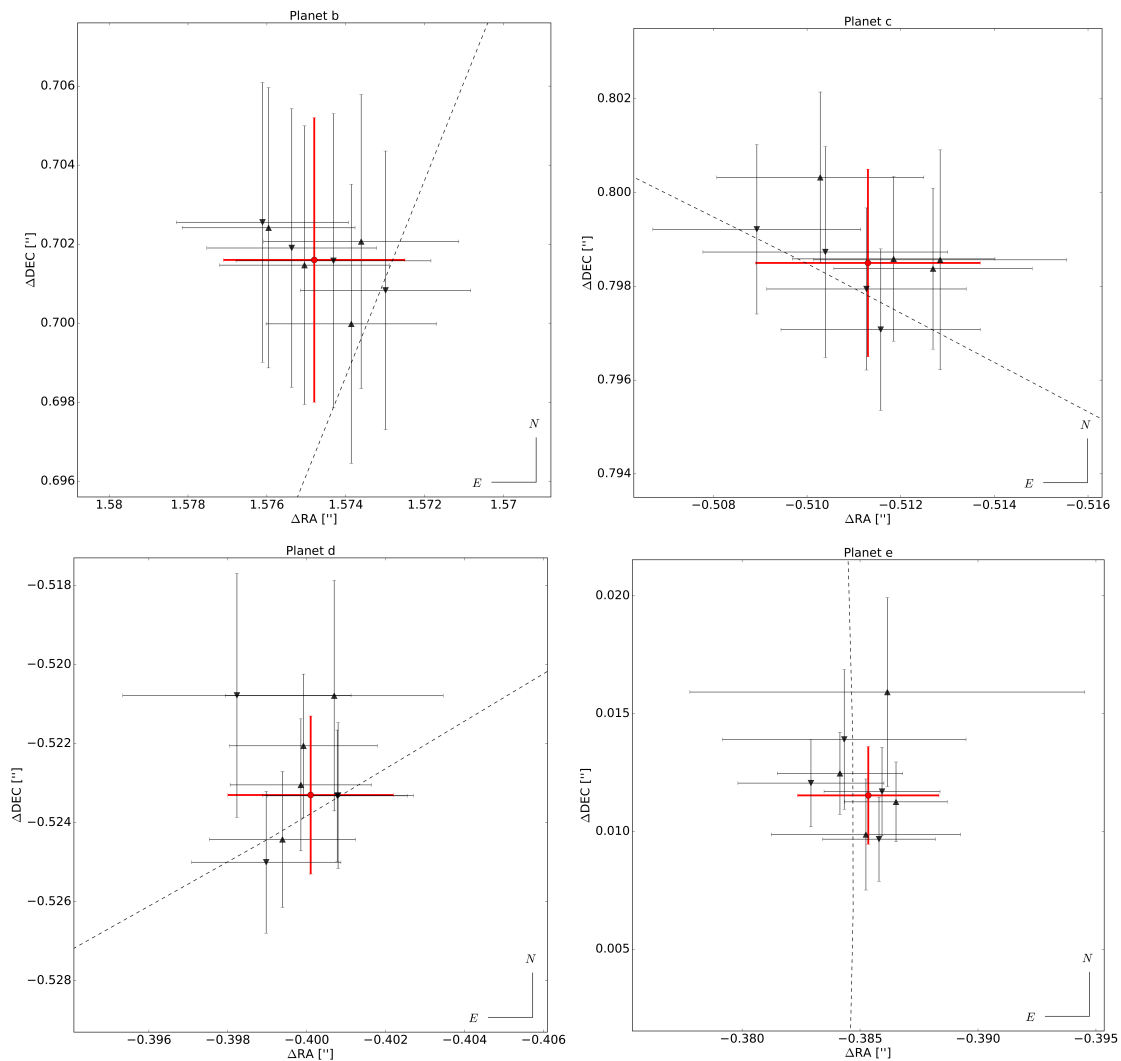 Planet b
0.706
0.704
0.702
0.700
0.698
0.696
ΔDEC ['']
1.58
1.578
1.576
1.574
1.572
1.57
ΔRA ['']
N
E
Planet c
0.802
0.800
0.798
0.796
0.794
ΔDEC ['']
−0.508
−0.510
−0.512
−0.514
−0.516
ΔRA ['']
N
E
Planet d
−0.518
−0.520
−0.522
−0.524
−0.526
−0.528
ΔDEC ['']
−0.396
−0.398
−0.400
−0.402
−0.404
−0.406
ΔRA ['']
N
E
Planet e
0.020
0.015
0.010
0.005
ΔDEC ['']
−0.380
−0.385
−0.390
−0.395
ΔRA ['']
N
E